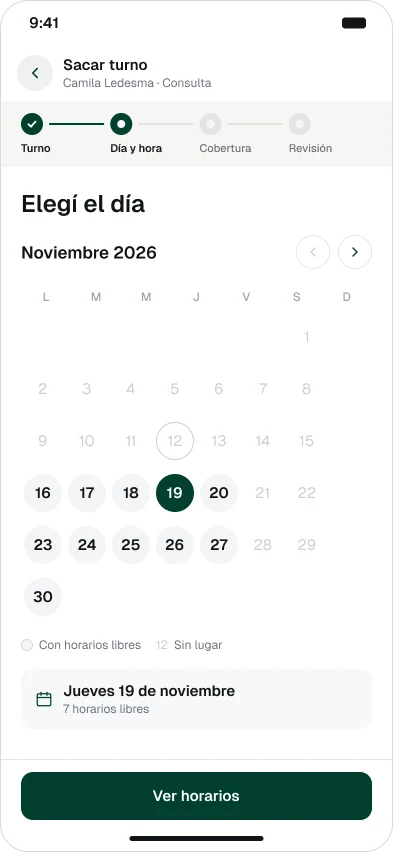 9:41
Sacar turno
Camila Ledesma · Consulta
Turno
Día y hora
Cobertura
Revisión
Elegí el día
Noviembre 2026
L M M J V S D
1
2 3 4 5 6 7 8
9 10 11 12 13 14 15
16 17 18 19 20 21 22
23 24 25 26 27 28 29
30
Con horarios libres 12 Sin lugar
Jueves 19 de noviembre
7 horarios libres
Ver horarios